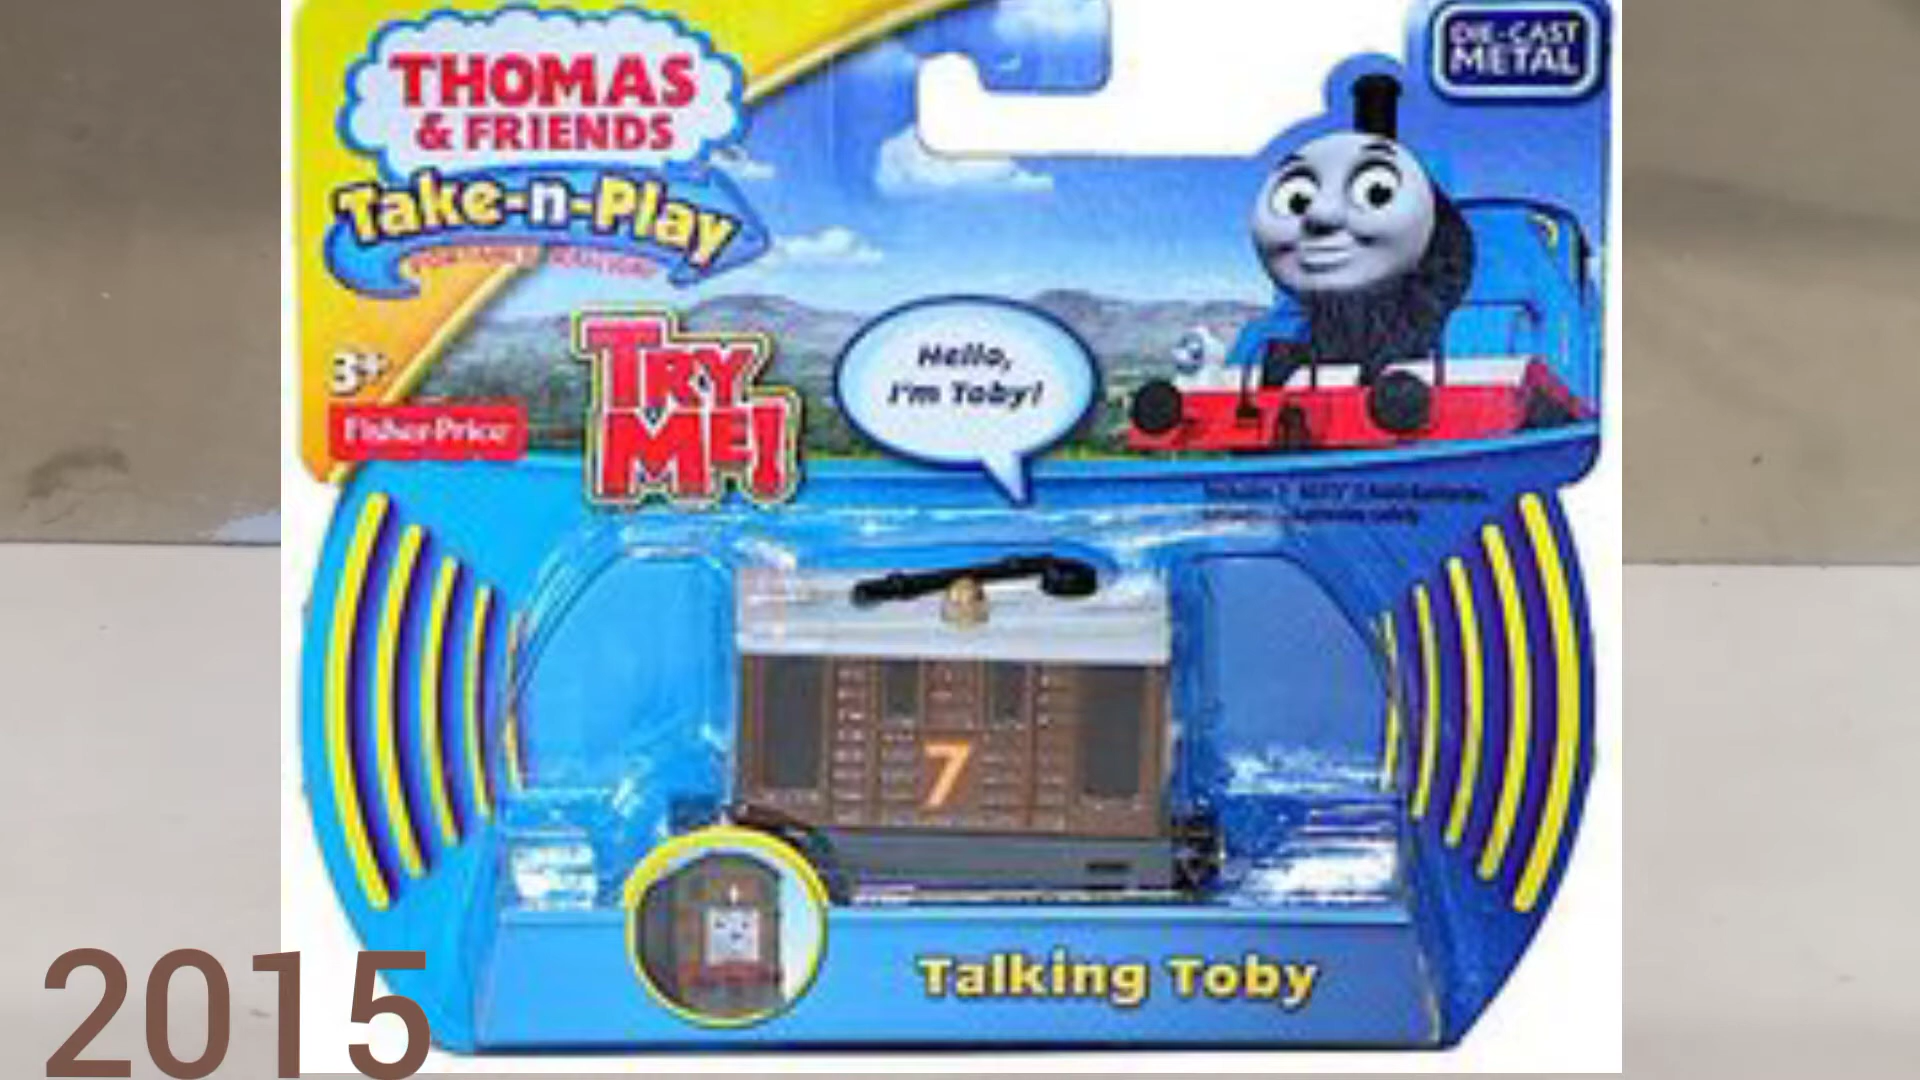 THOMAS
& FRIENDS
Take-n-Play
DIE-CAST
METAL
3+
Fisher-Price
TRY
ME!
Hello,
I'm Toby!
7
Talking Toby
2015